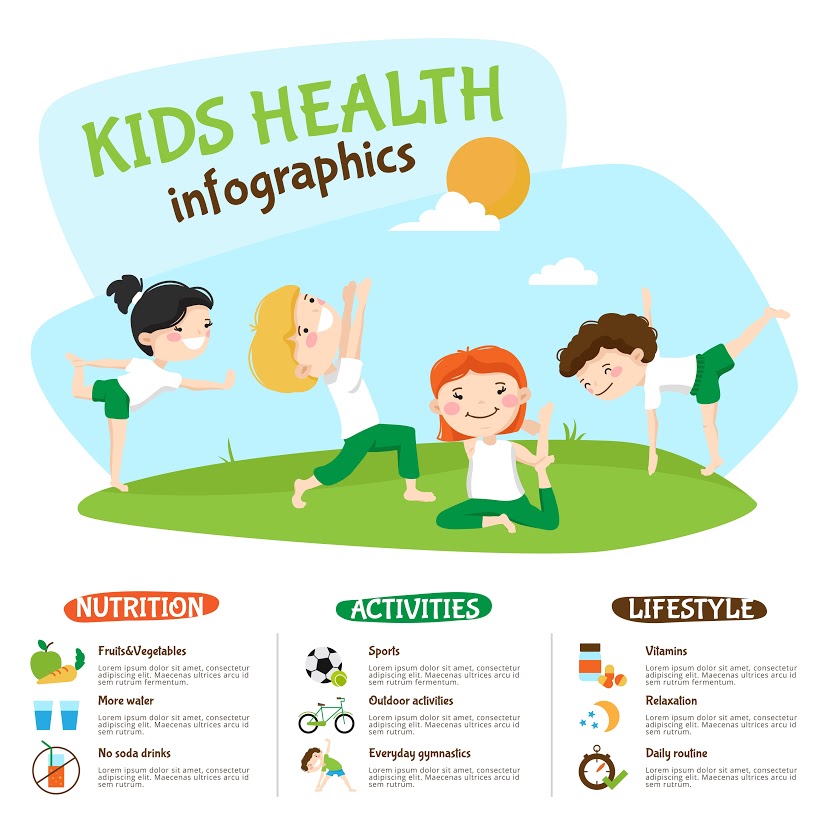 KIDS HEALTH
infographics
NUTRITION
Fruits&Vegetables
Lorem ipsum dolor sit amet, consectetur
adipiscing elit. Maecenas ultrices arcu id
sem rutrum fermentum.
More water
Lorem ipsum dolor sit amet, consectetur
adipiscing elit. Maecenas ultrices arcu id
sem rutrum.
No soda drinks
Lorem ipsum dolor sit amet, consectetur
adipiscing elit. Maecenas ultrices arcu id
sem rutrum.
ACTIVITIES
Sports
Lorem ipsum dolor sit amet, consectetur
adipiscing elit. Maecenas ultrices arcu id
sem rutrum fermentum.
Outdoor activities
Lorem ipsum dolor sit amet, consectetur
adipiscing elit. Maecenas ultrices arcu id
sem rutrum.
Everyday gymnastics
Lorem ipsum dolor sit amet, consectetur
adipiscing elit. Maecenas ultrices arcu id
sem rutrum.
LIFESTYLE
Vitamins
Lorem ipsum dolor sit amet, consectetur
adipiscing elit. Maecenas ultrices arcu id
sem rutrum fermentum.
Relaxation
Lorem ipsum dolor sit amet, consectetur
adipiscing elit. Maecenas ultrices arcu id
sem rutrum.
Daily routine
Lorem ipsum dolor sit amet, consectetur
adipiscing elit. Maecenas ultrices arcu id
sem rutrum.